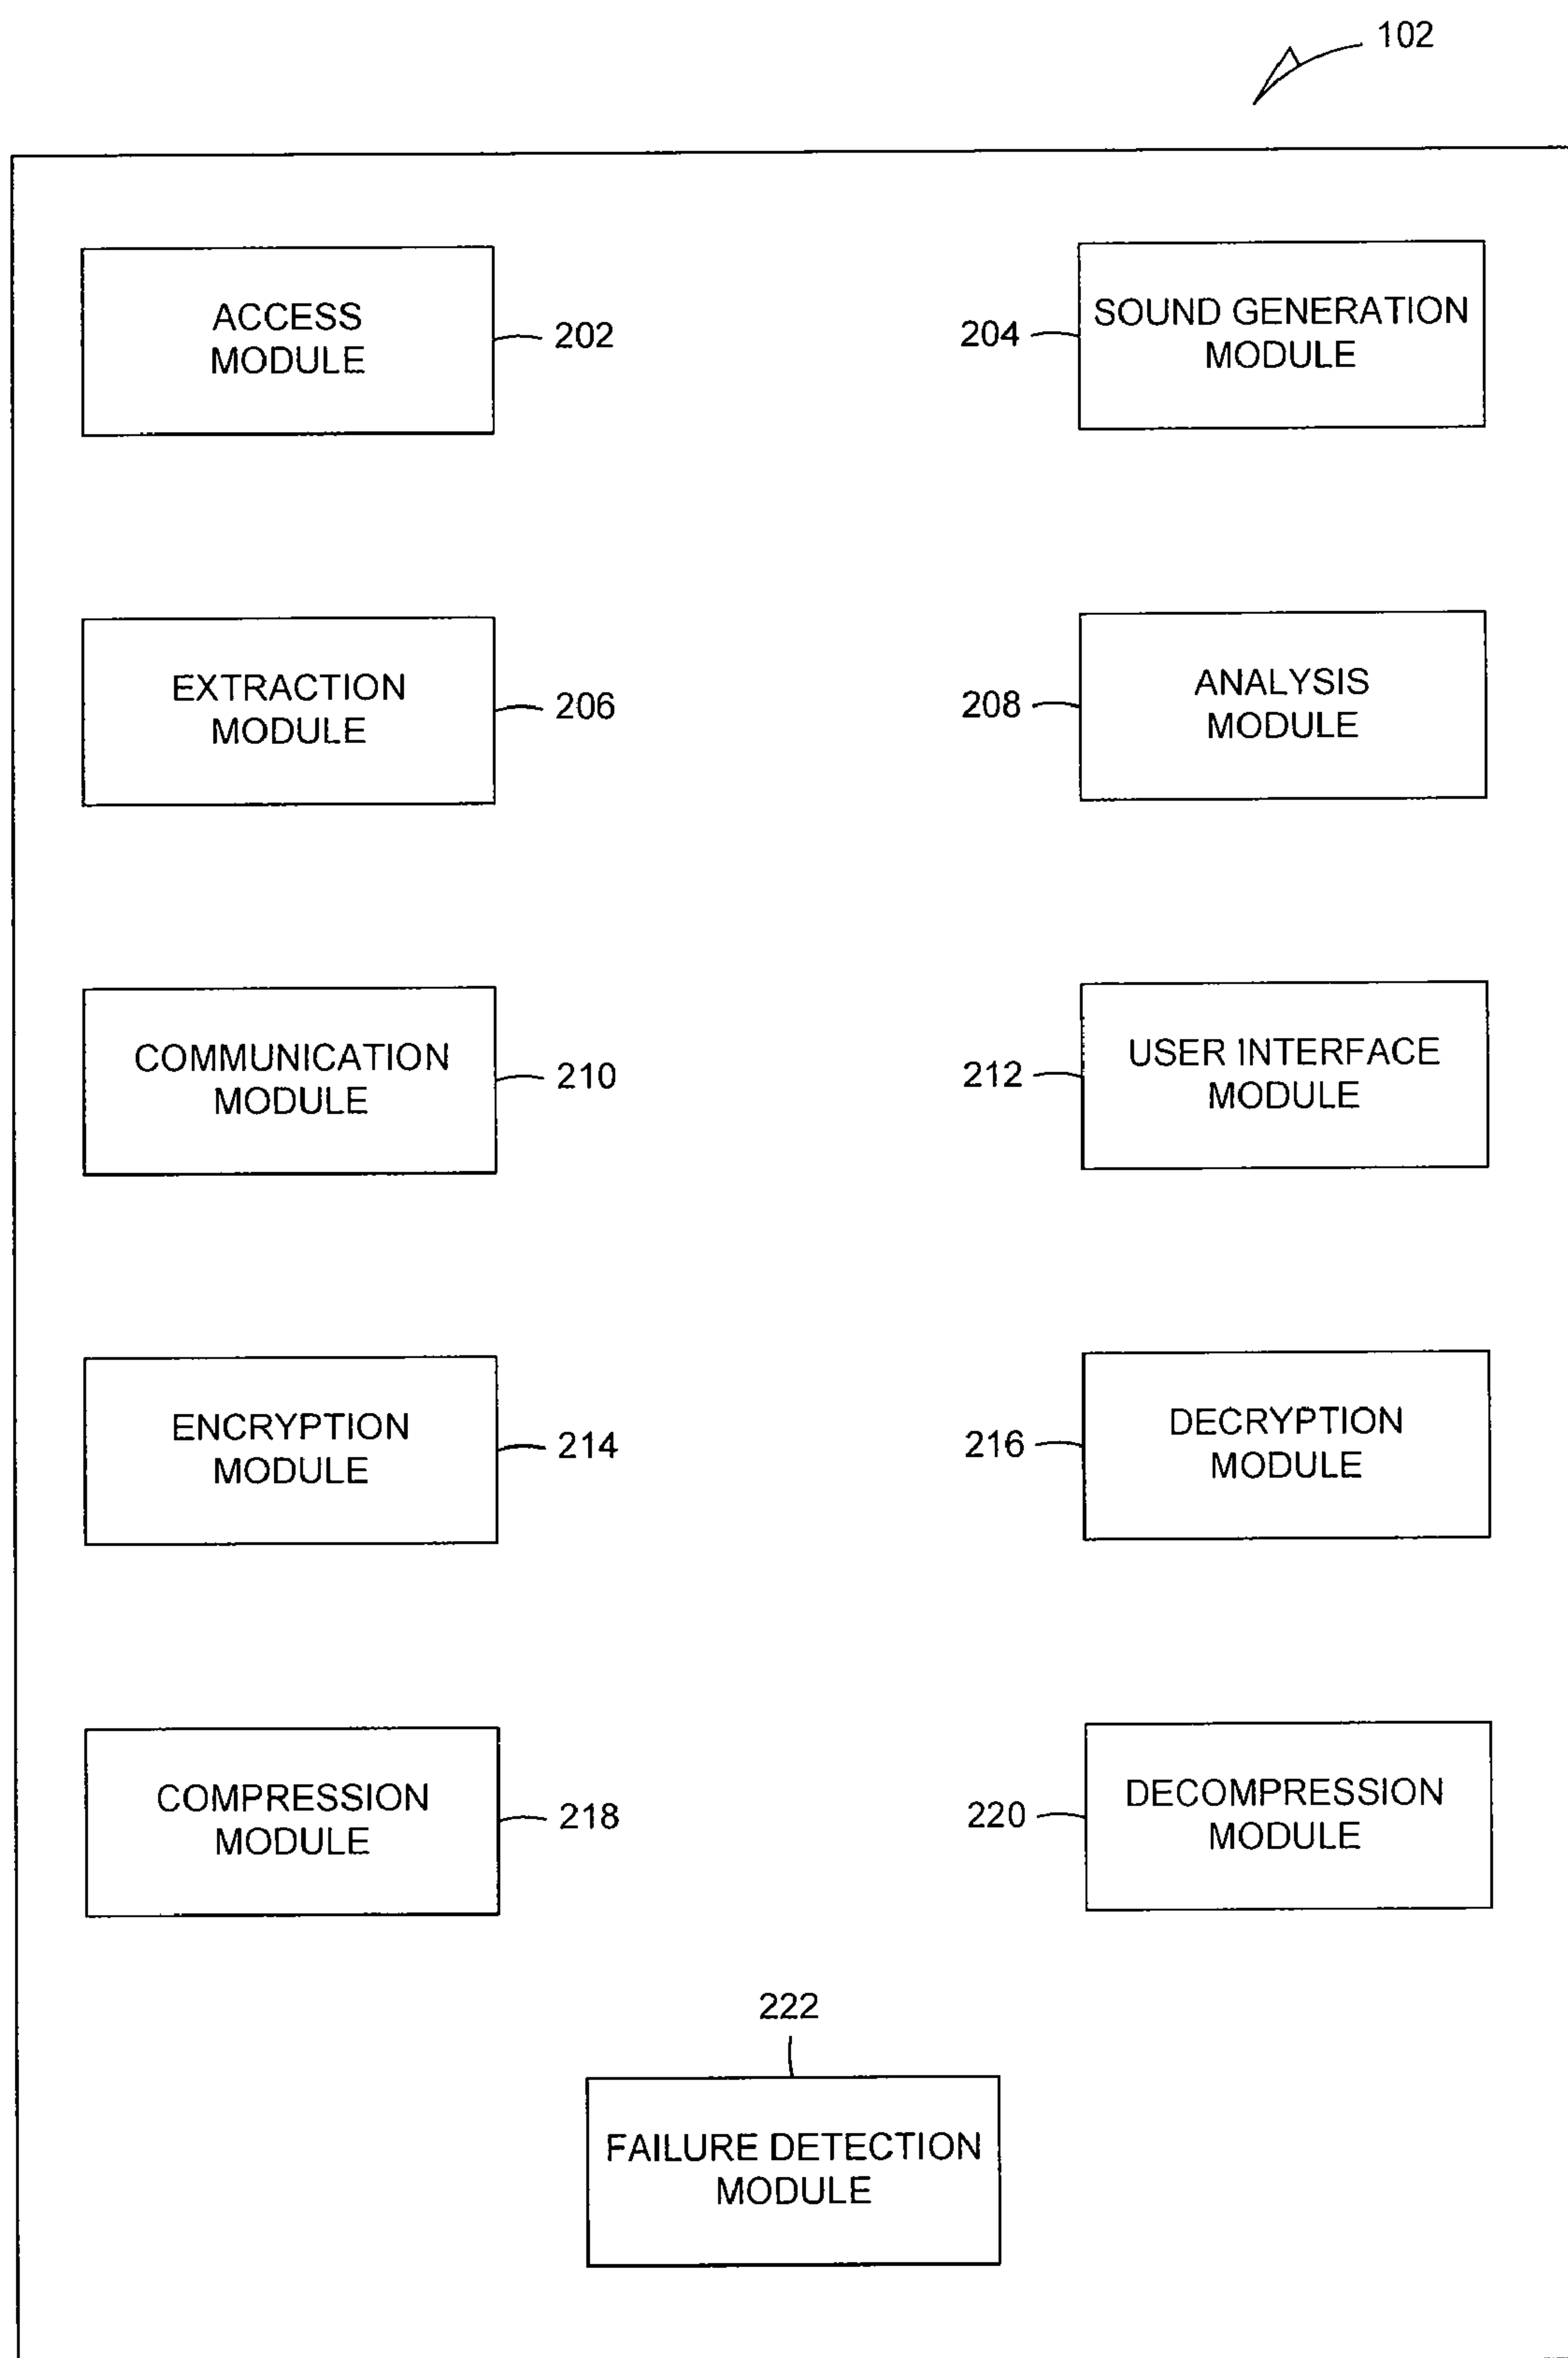 102
ACCESS
MODULE
202
204
SOUND GENERATION
MODULE
EXTRACTION
MODULE
206
208
ANALYSIS
MODULE
COMMUNICATION
MODULE
210
212
USER INTERFACE
MODULE
ENCRYPTION
MODULE
214
216
DECRYPTION
MODULE
COMPRESSION
MODULE
218
220
DECOMPRESSION
MODULE
222
FAILURE DETECTION
MODULE